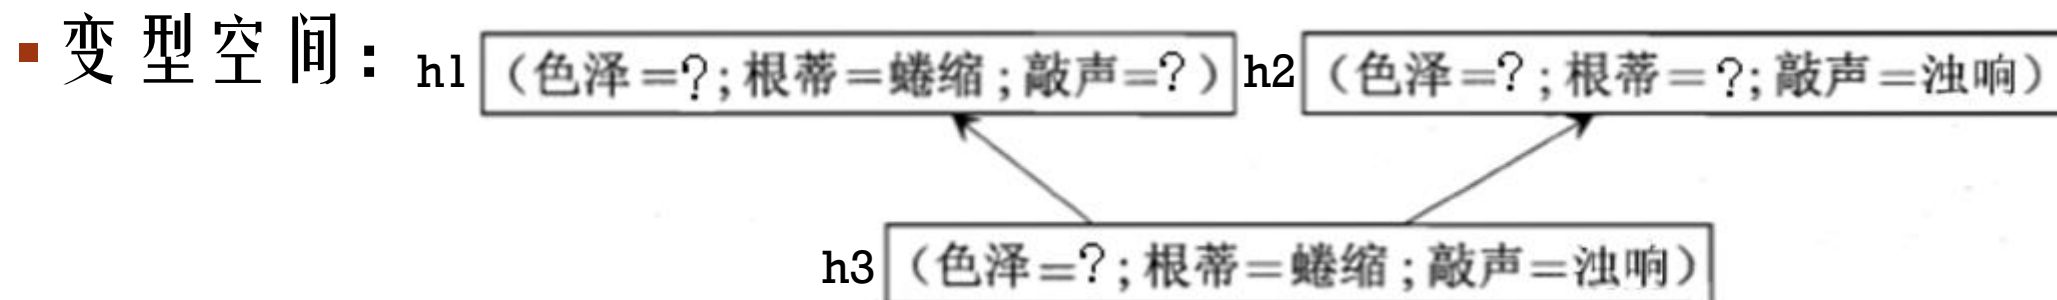 ▪ 变型空间： h1 （色泽=?；根蒂=蜷缩；敲声=?） h2 （色泽=?；根蒂=?；敲声=浊响）
h3 （色泽=?；根蒂=蜷缩；敲声=浊响）